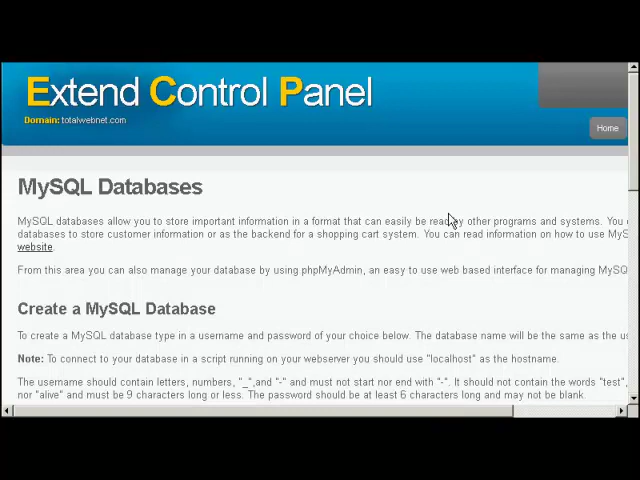 Extend Control Panel
Domain: totalwebnet.com
Home
MySQL Databases
MySQL databases allow you to store important information in a format that can easily be read by other programs and systems. You
databases to store customer information or as the backend for a shopping cart system. You can read information on how to use
website.
From this area you can also manage your database by using phpMyAdmin, an easy to use web based interface for managing
Create a MySQL Database
To create a MySQL database type in a username and password of your choice below. The database name will be the same as the
Note: To connect to your database in a script running on your webserver you should use "localhost" as the hostname.
The username should contain letters, numbers, "_",and "-" and must not start nor end with "-". It should not contain the words "test",
nor "alive" and must be 9 characters long or less. The password should be at least 6 characters long and may not be blank.